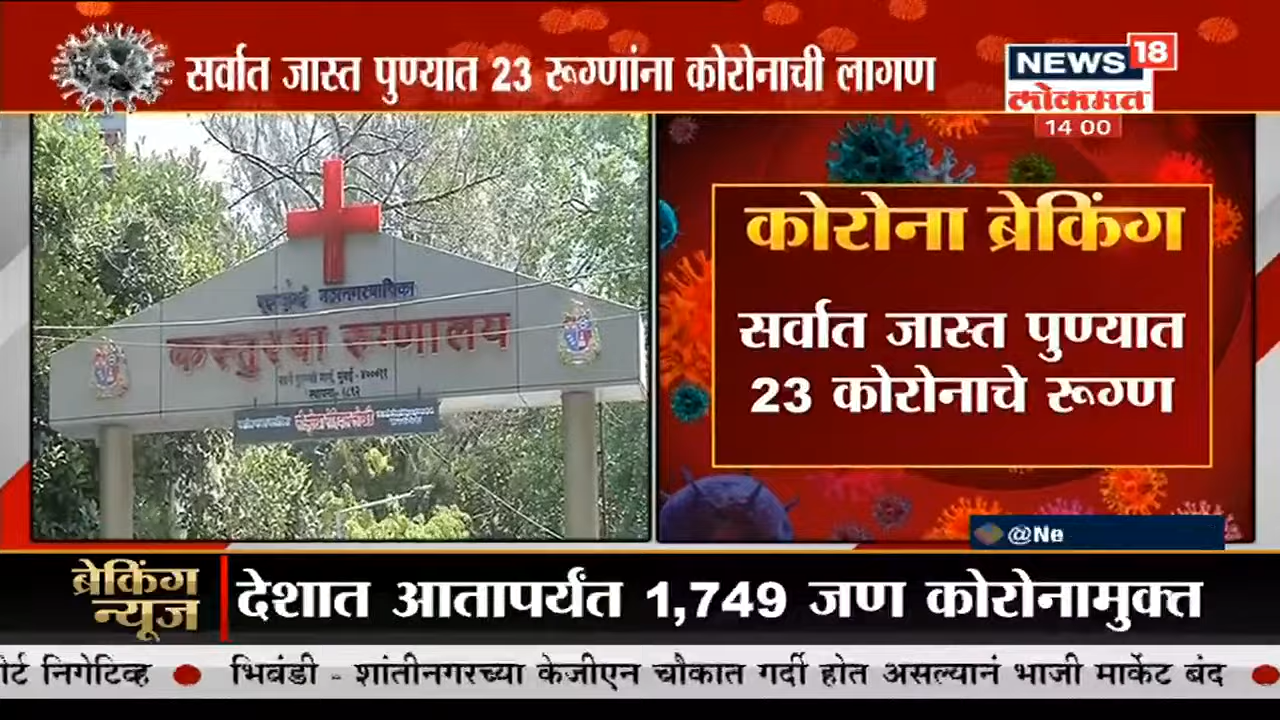 सर्वात जास्त पुण्यात 23 रूग्णांना कोरोनाची लागण
NEWS 18
लोकमत
14 00
कस्तुरबा रुग्णालय
कोरोना ब्रेकिंग
सर्वात जास्त पुण्यात
23 कोरोनाचे रूग्ण
@Ne
ब्रेकिंग
न्यूज
देशात आतापर्यंत 1,749 जण कोरोनामुक्त
र्ट निगेटिव्ह
भिवंडी - शांतीनगरच्या केजीएन चौकात गर्दी होत असल्यानं भाजी मार्केट बंद